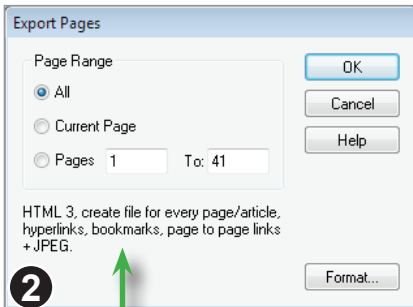 Export Pages
Page Range
All
Current Page
Pages 1 To: 41
OK
Cancel
Help
HTML 3, create file for every page/article,
hyperlinks, bookmarks, page to page links
+JPEG.
Format...
2